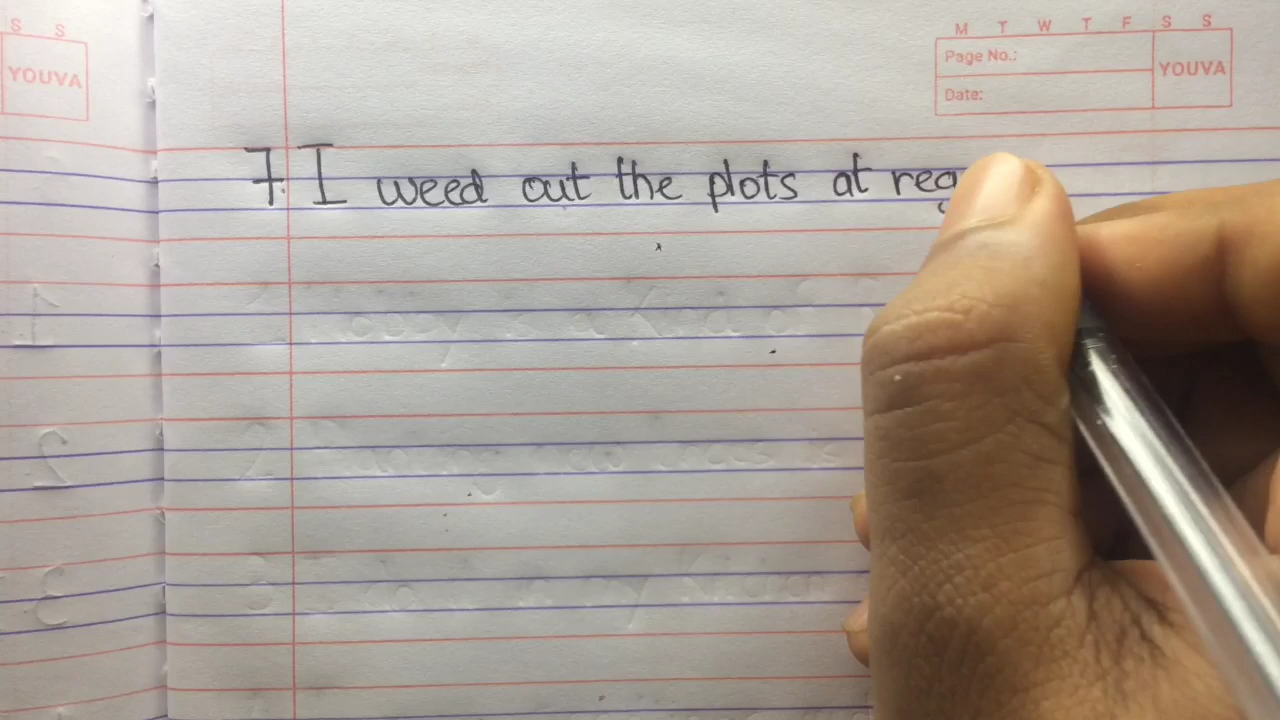 S S
YOUVA
M T W T F S S
Page No.:
YOUVA
Date:
7. I weed out the plots at reg